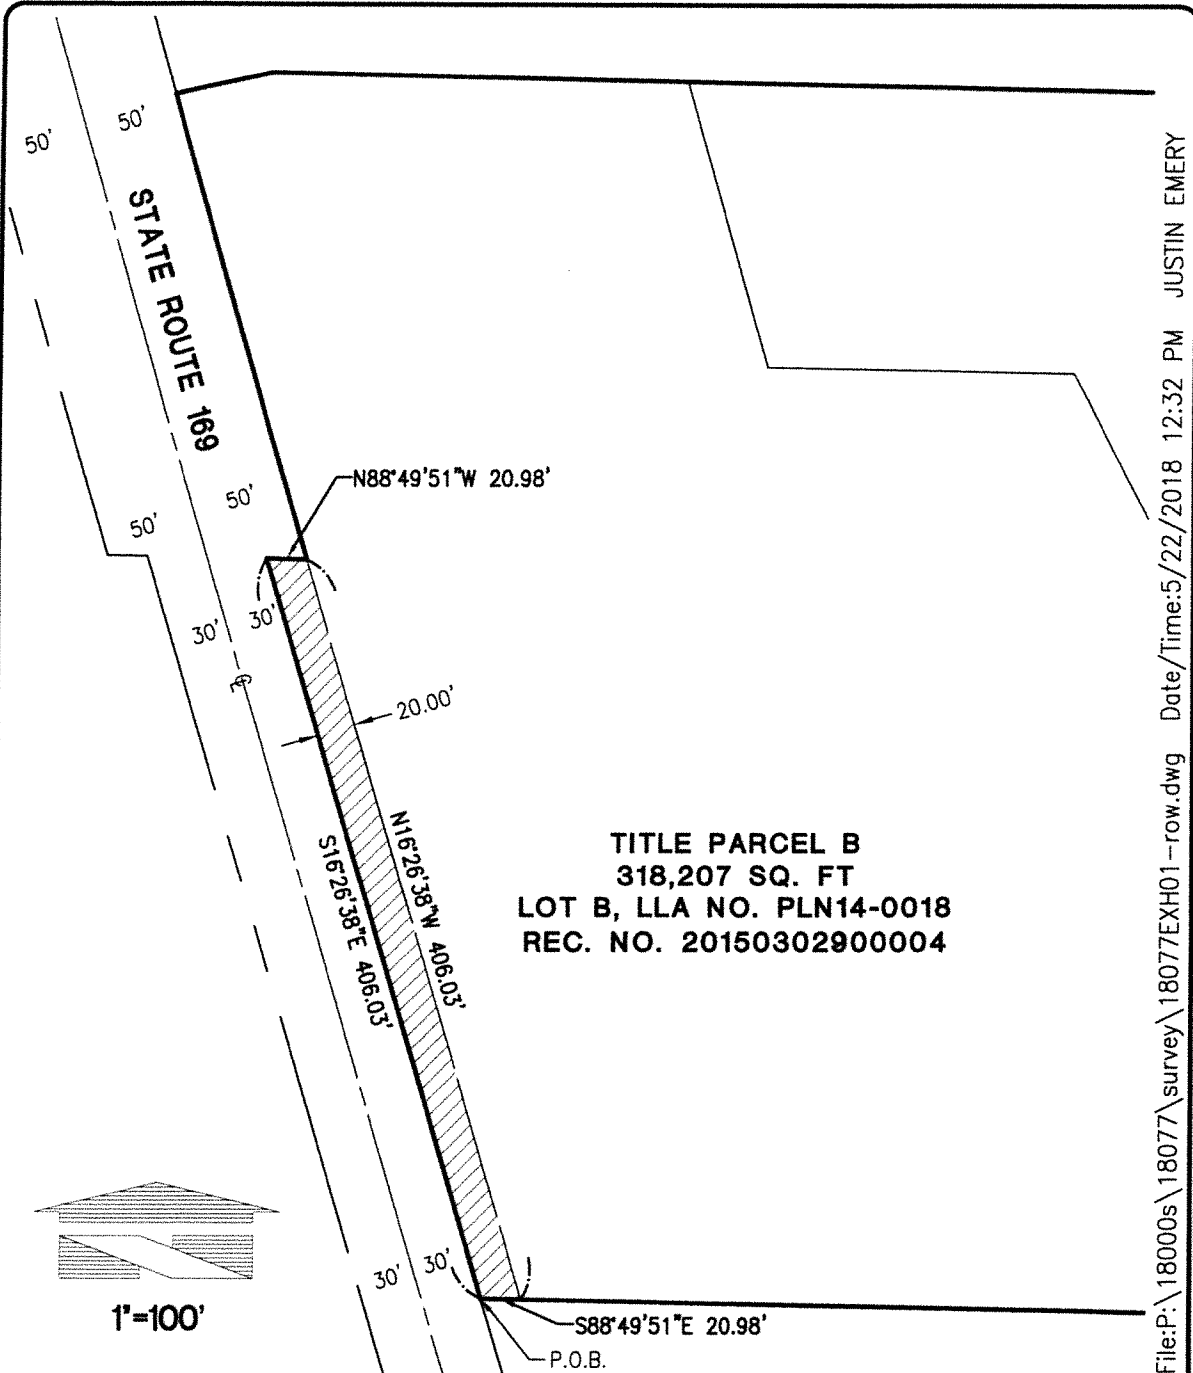 50'
50'
STATE ROUTE 169
N88°49'51"W 20.98'
50'
50'
30'
30'
20.00'
N16°26'38"W 406.03'
S16°26'38"E 406.03'
TITLE PARCEL B
318,207 SQ. FT
LOT B, LLA NO. PLN14-0018
REC. NO. 20150302900004
30'
30'
1"=100'
S88°49'51"E 20.98'
P.O.B.
File:P:\18000s\18077\survey\18077EXH01-row.dwg Date/Time:5/22/2018 12:32 PM JUSTIN EMERY